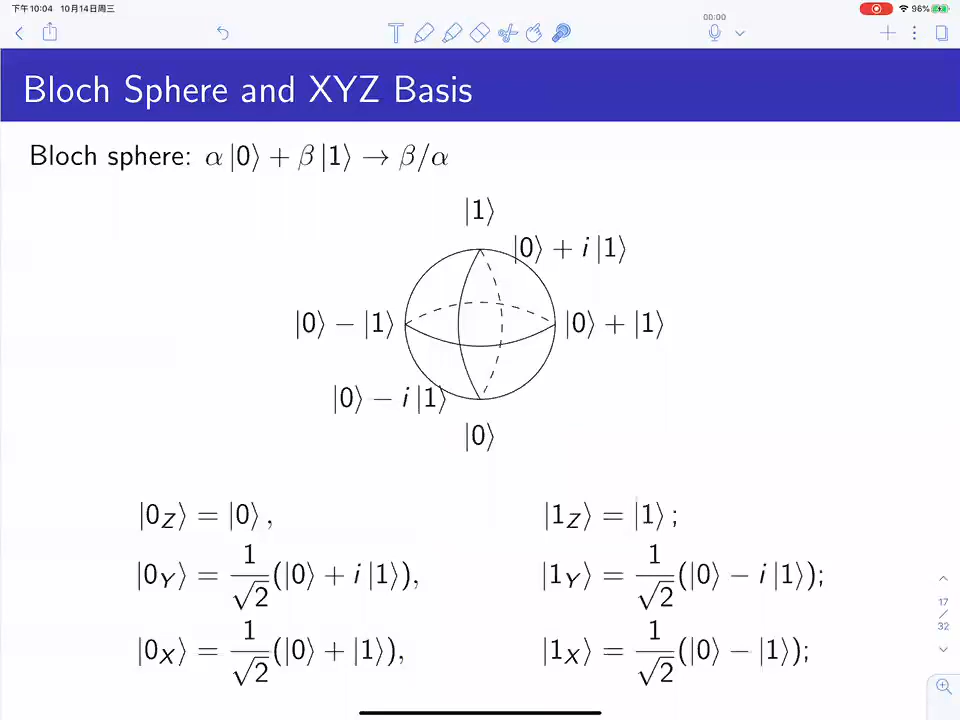 下午10:04 10月14日周三
96%
00:00
Bloch Sphere and XYZ Basis
Bloch sphere: α|0⟩ + β|1⟩ → β/α
|1⟩
|0⟩ + i|1⟩
|0⟩ − |1⟩
|0⟩ + |1⟩
|0⟩ − i|1⟩
|0⟩
|0_Z⟩ = |0⟩, |1_Z⟩ = |1⟩;
|0_Y⟩ = 1/√2(|0⟩ + i|1⟩), |1_Y⟩ = 1/√2(|0⟩ − i|1⟩);
|0_X⟩ = 1/√2(|0⟩ + |1⟩), |1_X⟩ = 1/√2(|0⟩ − |1⟩);
17
/
32